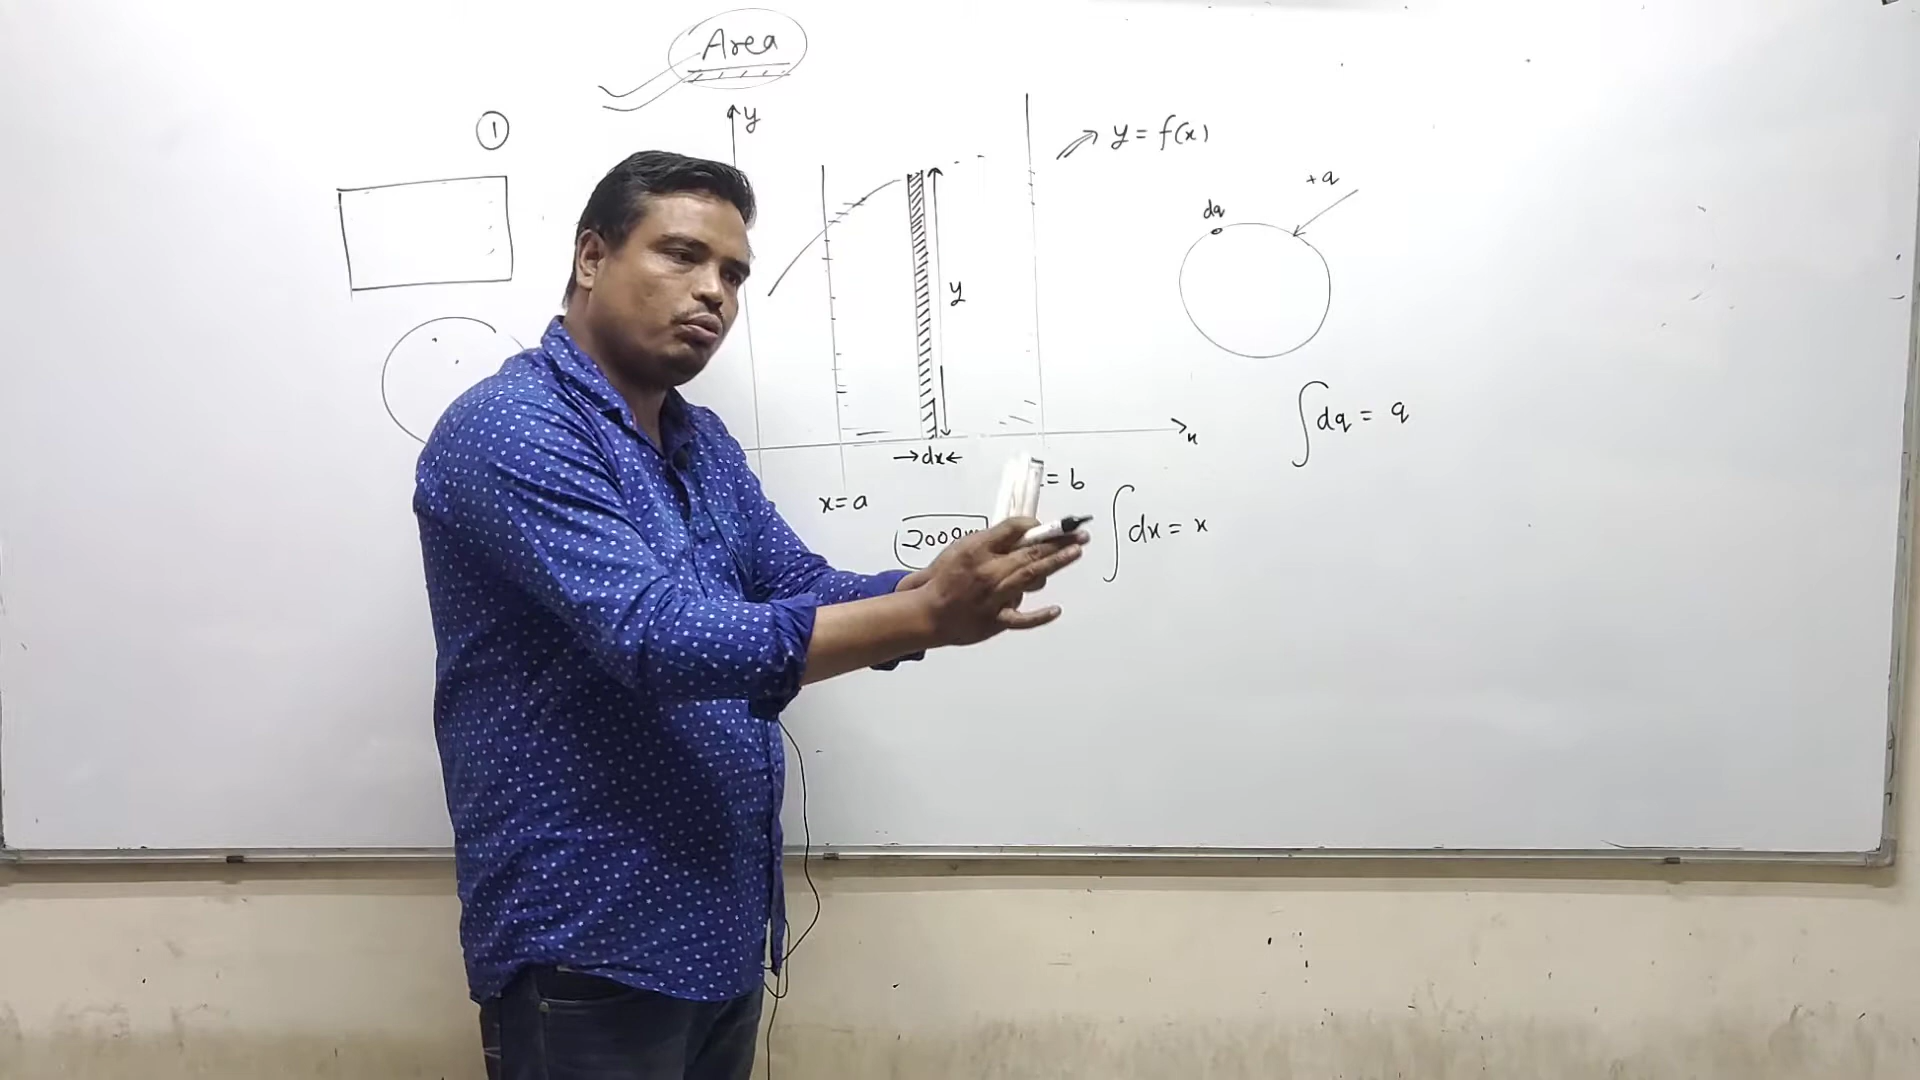 Area
①
y
y = f(x)
+q
dq
y
x
→dx←
= b
x = a
∫dq = q
∫dx = x